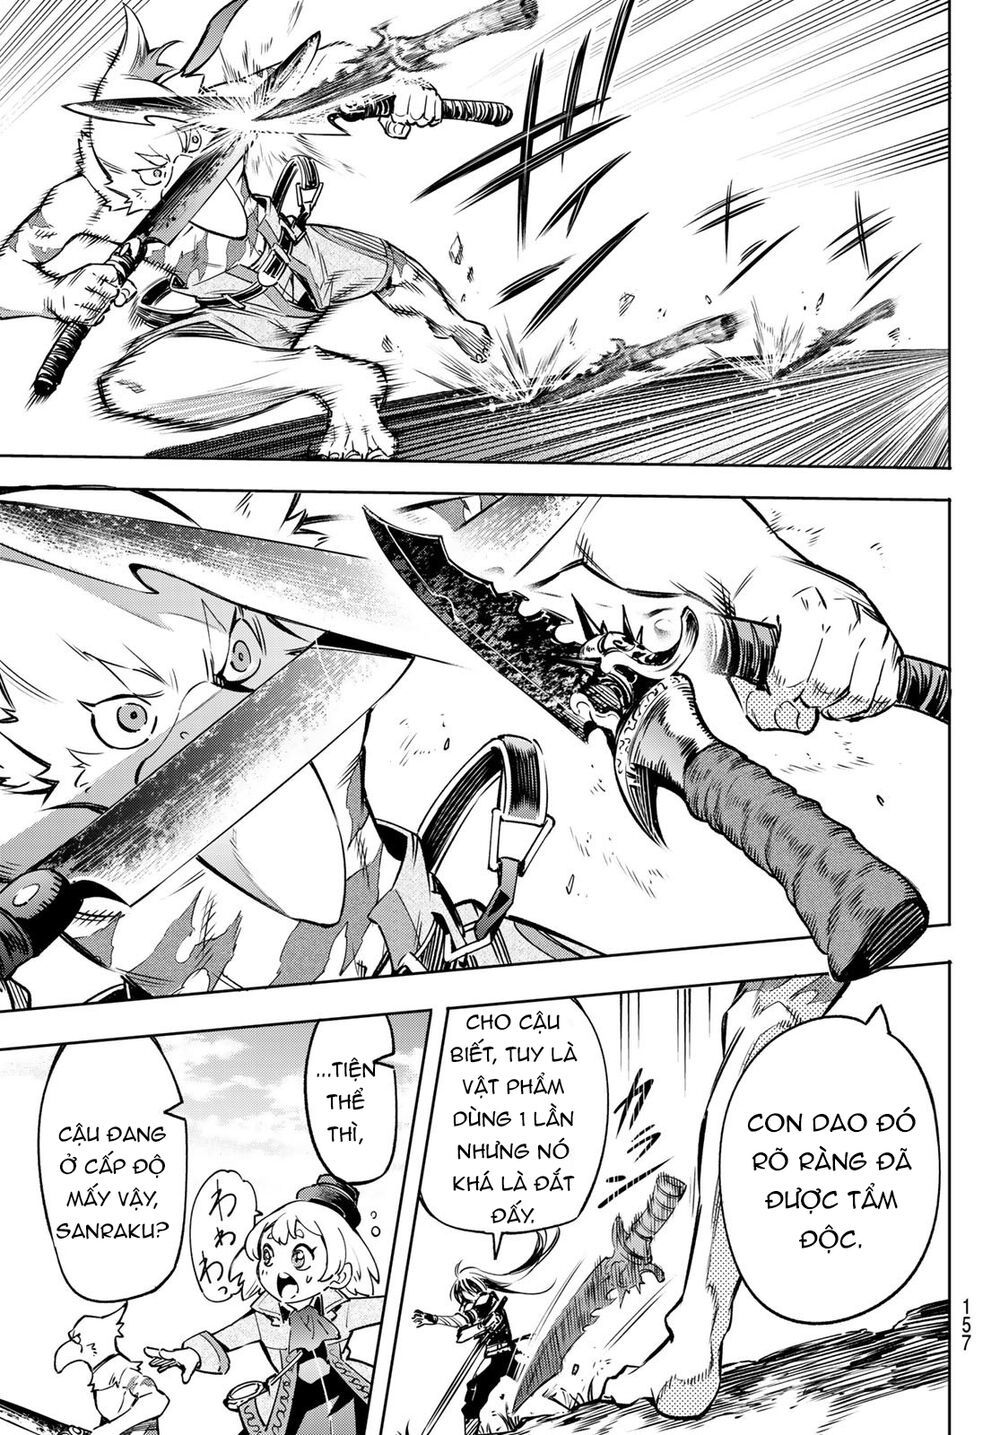 CON DAO ĐÓ
RÕ RÀNG ĐÃ
ĐƯỢC TẨM
ĐỘC.
CHO CẬU
BIẾT, TUY LÀ
VẬT PHẨM
DÙNG 1 LẦN
NHƯNG NÓ
KHÁ LÀ ĐẮT
ĐẤY.
...TIỆN
THỂ
THÌ,
わわわっ
CẬU ĐANG
Ở CẤP ĐỘ
MẤY VẬY,
SANRAKU?
157